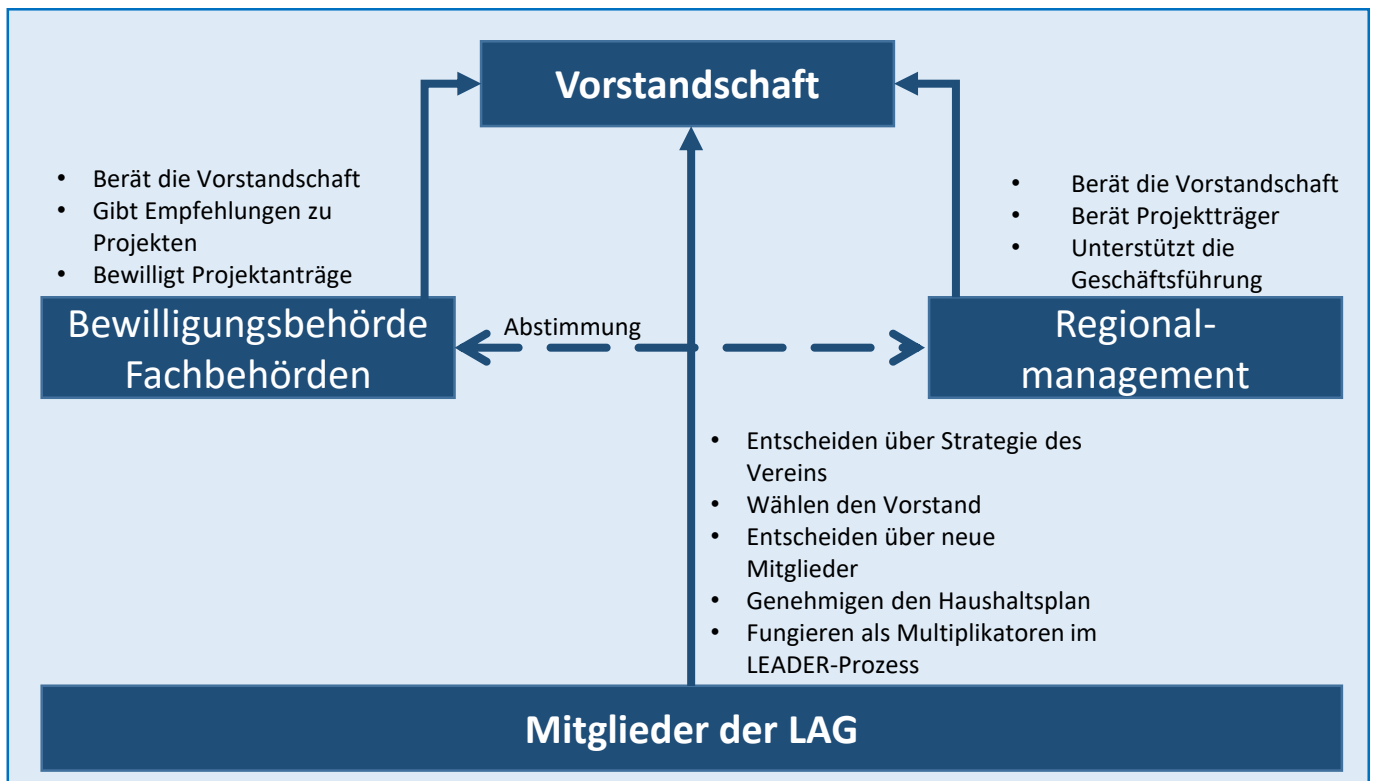 Vorstandschaft
• Berät die Vorstandschaft
• Gibt Empfehlungen zu
Projekten
• Bewilligt Projektanträge
• Berät die Vorstandschaft
• Berät Projektträger
• Unterstützt die
Geschäftsführung
Bewilligungsbehörde
Fachbehörden
Abstimmung
Regional-
management
• Entscheiden über Strategie des
Vereins
• Wählen den Vorstand
• Entscheiden über neue
Mitglieder
• Genehmigen den Haushaltsplan
• Fungieren als Multiplikatoren im
LEADER-Prozess
Mitglieder der LAG